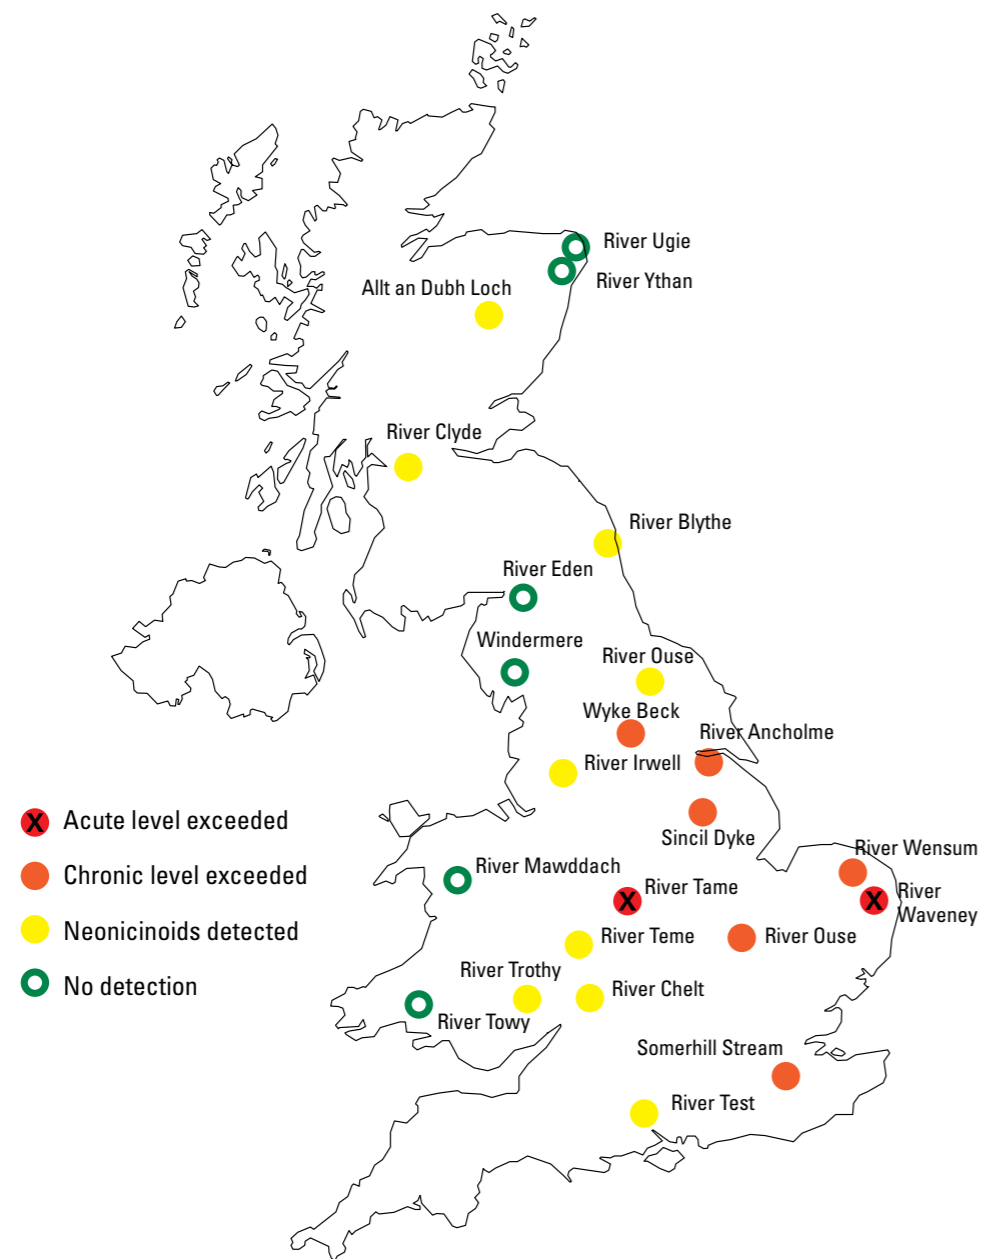 River Ugie
River Ythan
Allt an Dubh Loch
River Clyde
River Blythe
River Eden
Windermere
River Ouse
Wyke Beck
River Ancholme
River Irwell
Sincil Dyke
River Wensum
River Mawddach
River Tame
River
Waveney
River Teme
River Ouse
River Trothy
River Chelt
River Towy
Somerhill Stream
River Test
X
X
X Acute level exceeded
Chronic level exceeded
Neonicinoids detected
No detection